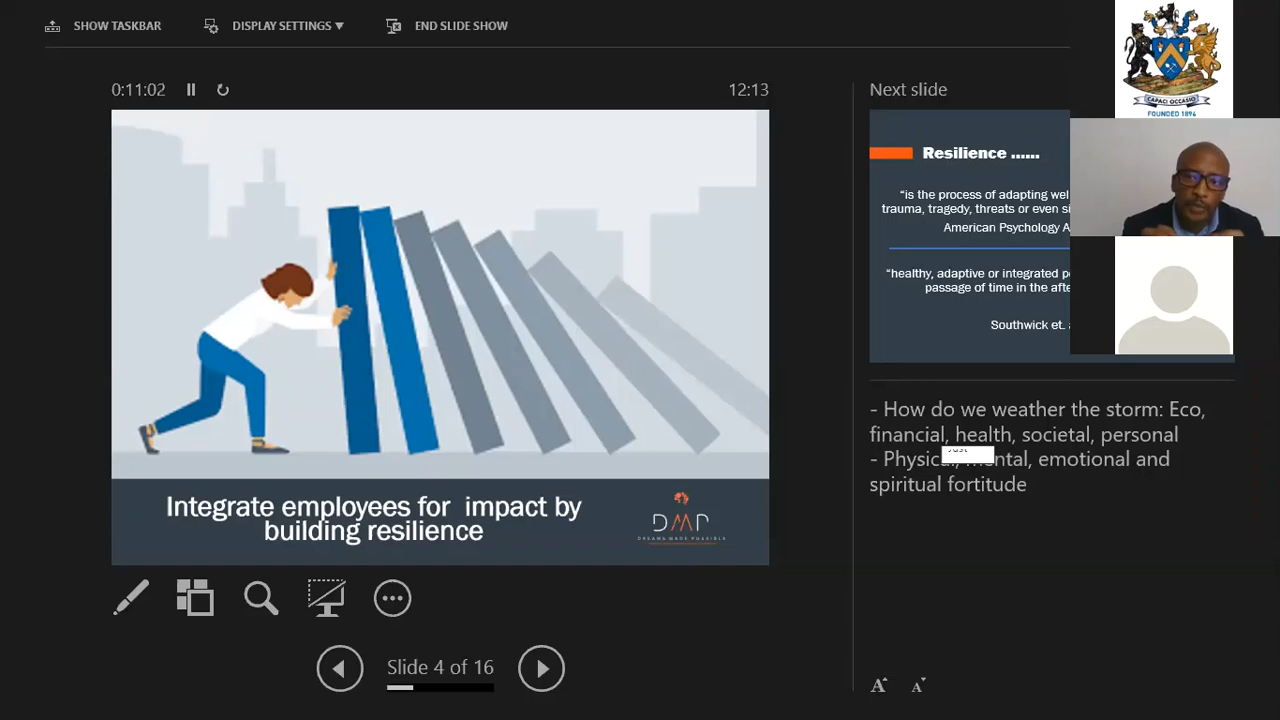 SHOW TASKBAR
DISPLAY SETTINGS ▼
END SLIDE SHOW
CAPACI OCCASIO
FOUNDED 1894
0:11:02
12:13
Next slide
Resilience ......
“is the process of adapting wel
trauma, tragedy, threats or even si
American Psychology A
“healthy, adaptive or integrated p
passage of time in the afte
Southwick et. a
Integrate employees for impact by
building resilience
DMP
DREAMS MADE POSSIBLE
- How do we weather the storm: Eco,
financial, health, societal, personal
- Physical, mental, emotional and
spiritual fortitude
Slide 4 of 16
A A